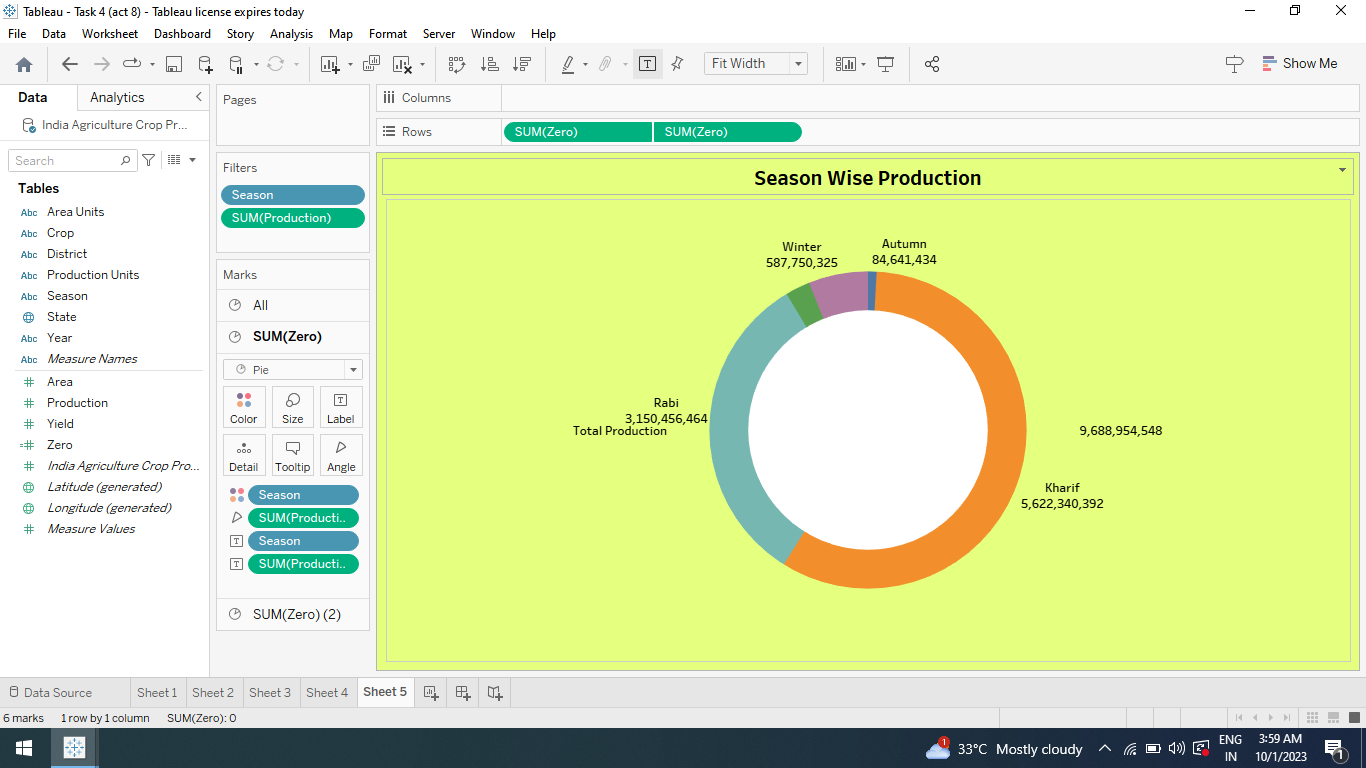 Tableau - Task 4 (act 8) - Tableau license expires today
File Data Worksheet Dashboard Story Analysis Map Format Server Window Help
Fit Width
Show Me
Data Analytics
India Agriculture Crop Pr...
Search
Tables
Abc Area Units
Abc Crop
Abc District
Abc Production Units
Abc Season
State
Abc Year
Abc Measure Names
Area
Production
Yield
Zero
India Agriculture Crop Pro...
Latitude (generated)
Longitude (generated)
Measure Values
Pages
Filters
Season
SUM(Production)
Marks
All
SUM(Zero)
Pie
Color Size Label
Detail Tooltip Angle
Season
SUM(Producti..
Season
SUM(Producti..
SUM(Zero) (2)
Columns
Rows SUM(Zero) SUM(Zero)
Season Wise Production
Winter
587,750,325
Autumn
84,641,434
Rabi
3,150,456,464
Total Production
9,688,954,548
Kharif
5,622,340,392
Data Source Sheet 1 Sheet 2 Sheet 3 Sheet 4 Sheet 5
6 marks 1 row by 1 column SUM(Zero): 0
1 33°C Mostly cloudy
ENG
IN
3:59 AM
10/1/2023
1